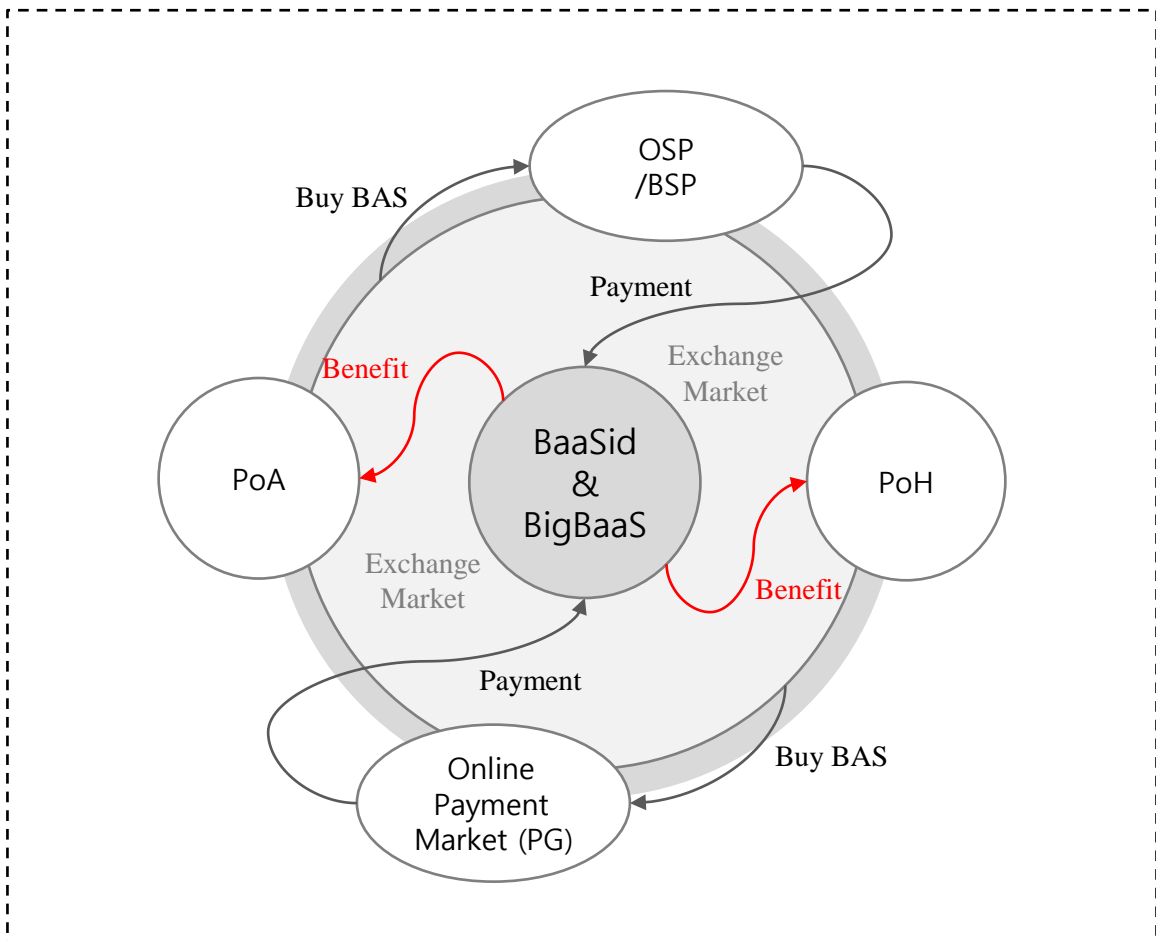 OSP
/BSP
Buy BAS
Payment
Exchange
Market
Benefit
BaaSid
&
BigBaaS
PoA
PoH
Exchange
Market
Benefit
Payment
Buy BAS
Online
Payment
Market (PG)